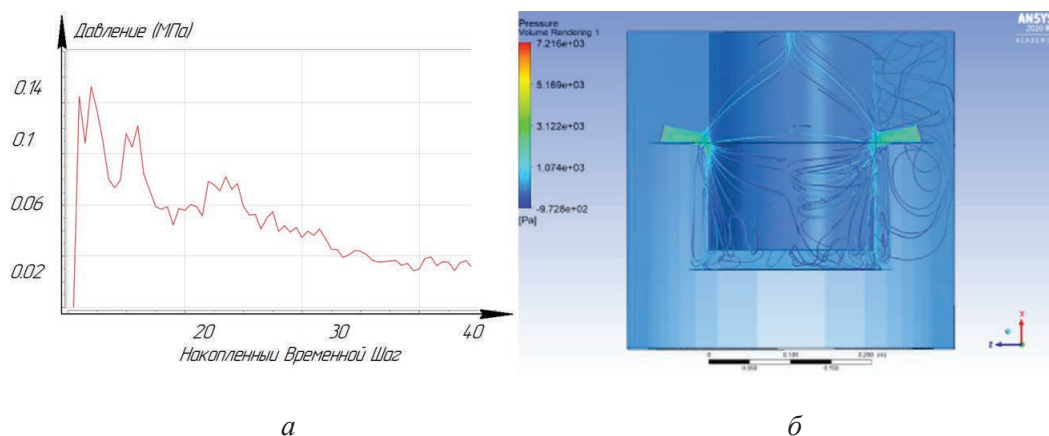 Давление (МПа)
0.14
0.1
0.06
0.02
20
30
40
Накопленный Временной Шаг
Pressure
Volume Rendering 1
7.216e+03
5.169e+03
3.122e+03
1.074e+03
-9.728e+02
[Pa]
ANSYS
2020
ACADEMIC
0
0.100
0.200 (m)
0.050
0.150
X
Z
а
б